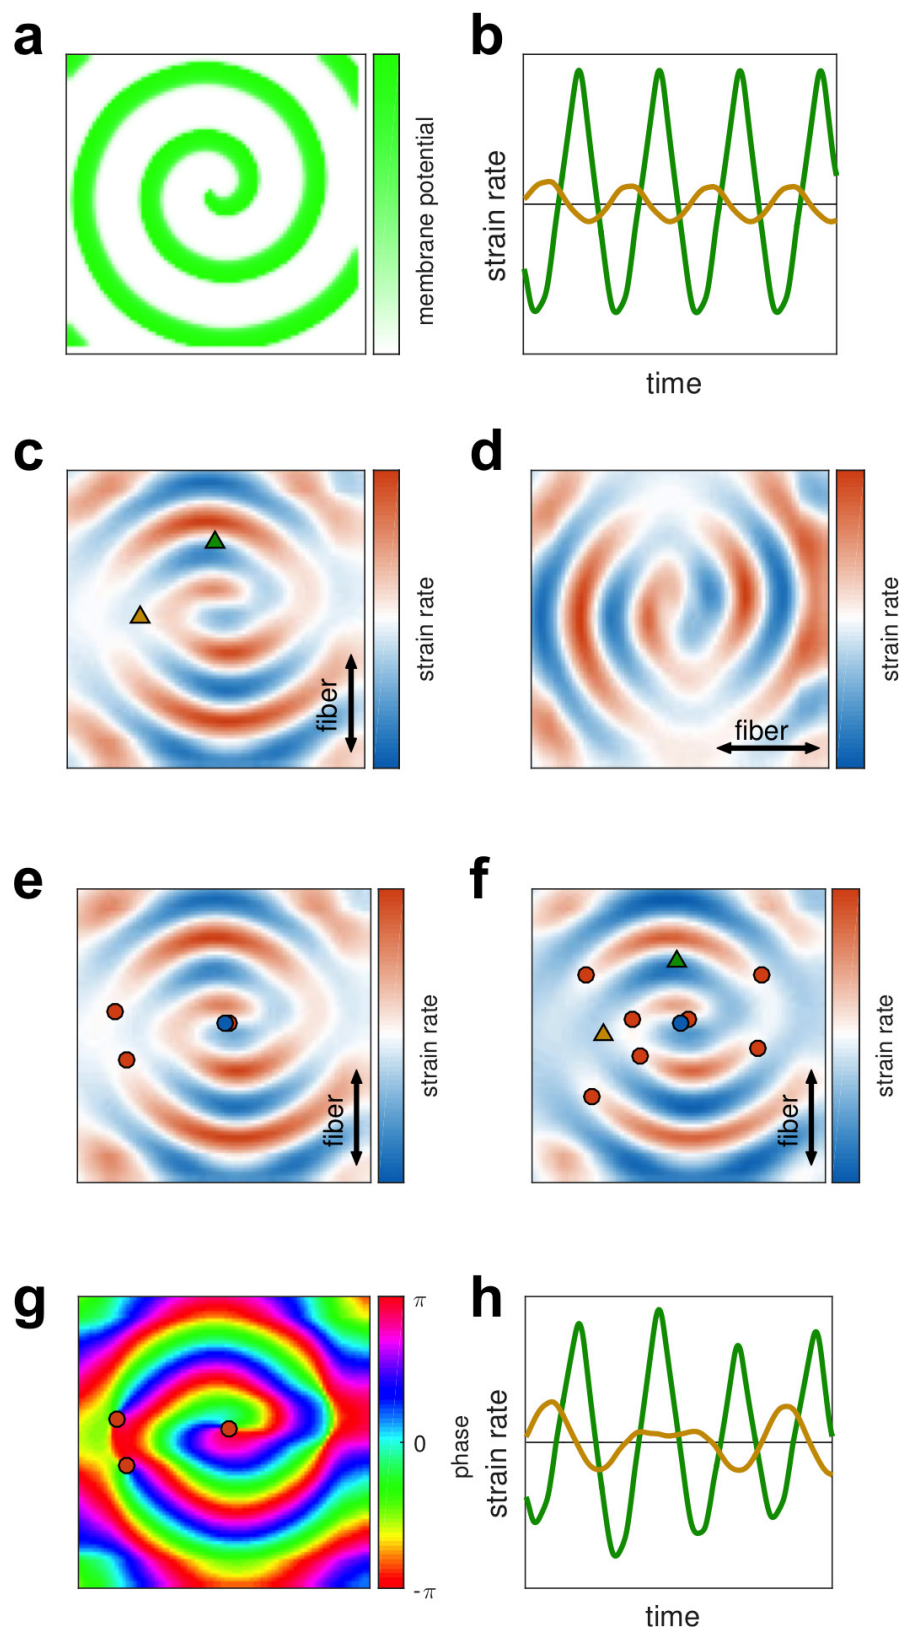 a
membrane potential
b
strain rate
time
c
fiber
strain rate
d
fiber
strain rate
e
fiber
strain rate
f
fiber
strain rate
g
π
0
-π
phase
h
strain rate
time